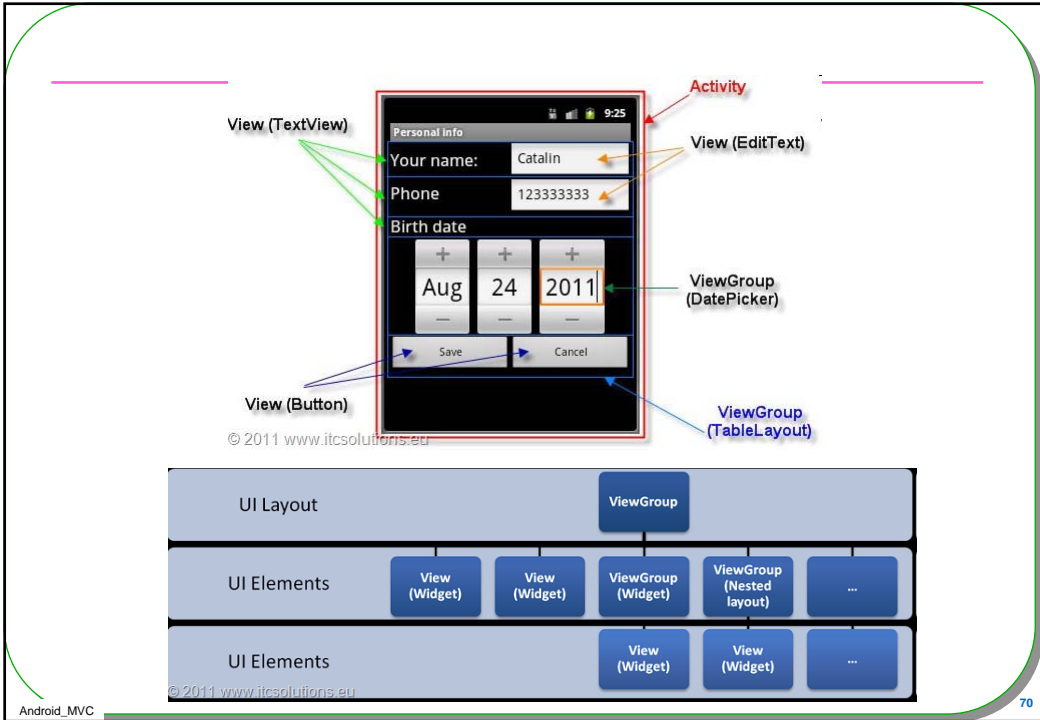 Activity
View (TextView)
9:25
Personal info
View (EditText)
Your name:
Catalin
Phone
123333333
Birth date
+ + +
Aug 24 2011
− − −
ViewGroup
(DatePicker)
Save
Cancel
View (Button)
ViewGroup
(TableLayout)
© 2011 www.itcsolutions.eu
UI Layout
ViewGroup
UI Elements
View
(Widget)
View
(Widget)
ViewGroup
(Widget)
ViewGroup
(Nested
layout)
...
UI Elements
View
(Widget)
View
(Widget)
...
© 2011 www.itcsolutions.eu
Android_MVC
70